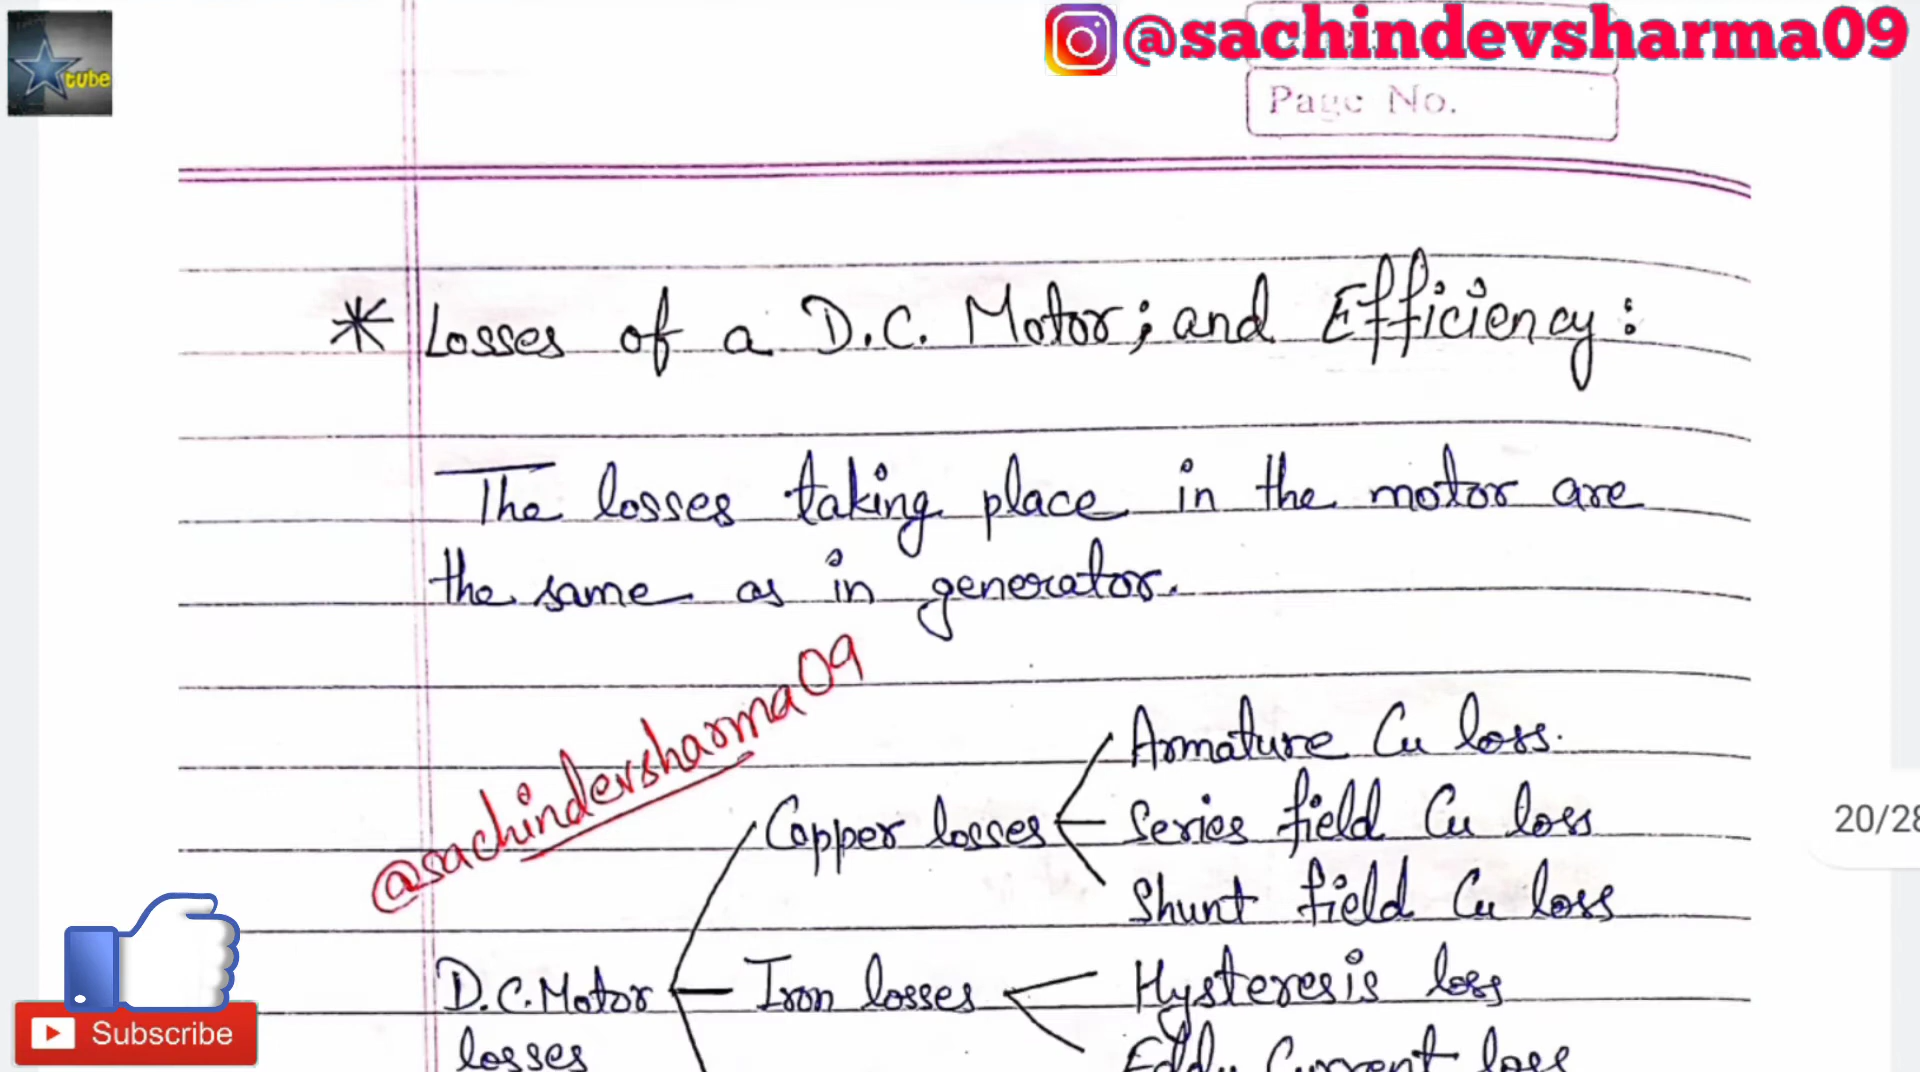 tube
@sachindevsharma09
Page No.
* Losses of a D.C. Motor; and Efficiency:
The losses taking place in the motor are
the same as in generator.
@sachindevsharma09
Armature Cu loss.
Copper losses
Series field Cu loss
Shunt field Cu loss
D.C. Motor
losses
Iron losses
Hysteresis loss
Eddy Current loss
20/28
Subscribe